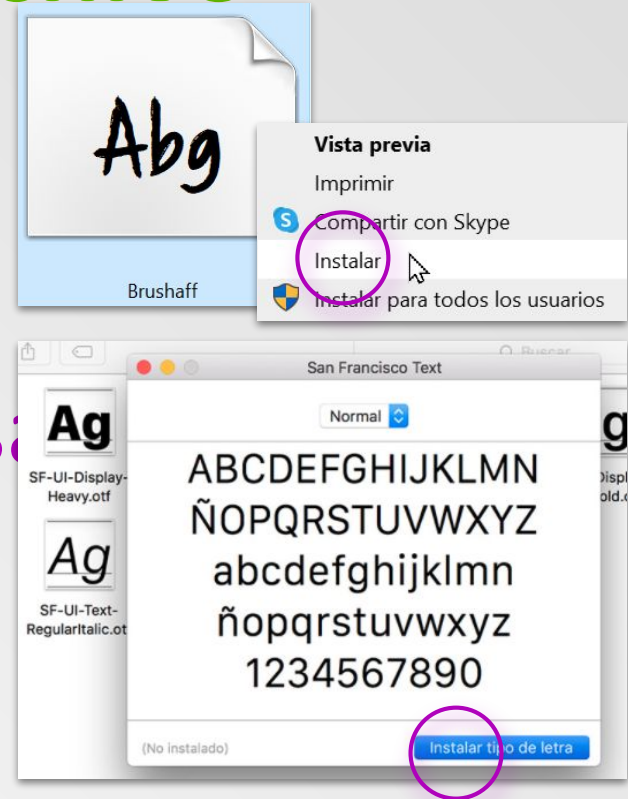 Abg
Brushaff
Vista previa
Imprimir
Compartir con Skype
Instalar
Instalar para todos los usuarios
Buscar
San Francisco Text
Normal
Ag
SF-UI-Display-
Heavy.otf
Ag
SF-UI-Text-
RegularItalic.ot
ABCDEFGHIJKLMN
ÑOPQRSTUVWXYZ
abcdefghijklmn
ñopqrstuvwxyz
1234567890
(No instalado)
Instalar tipo de letra